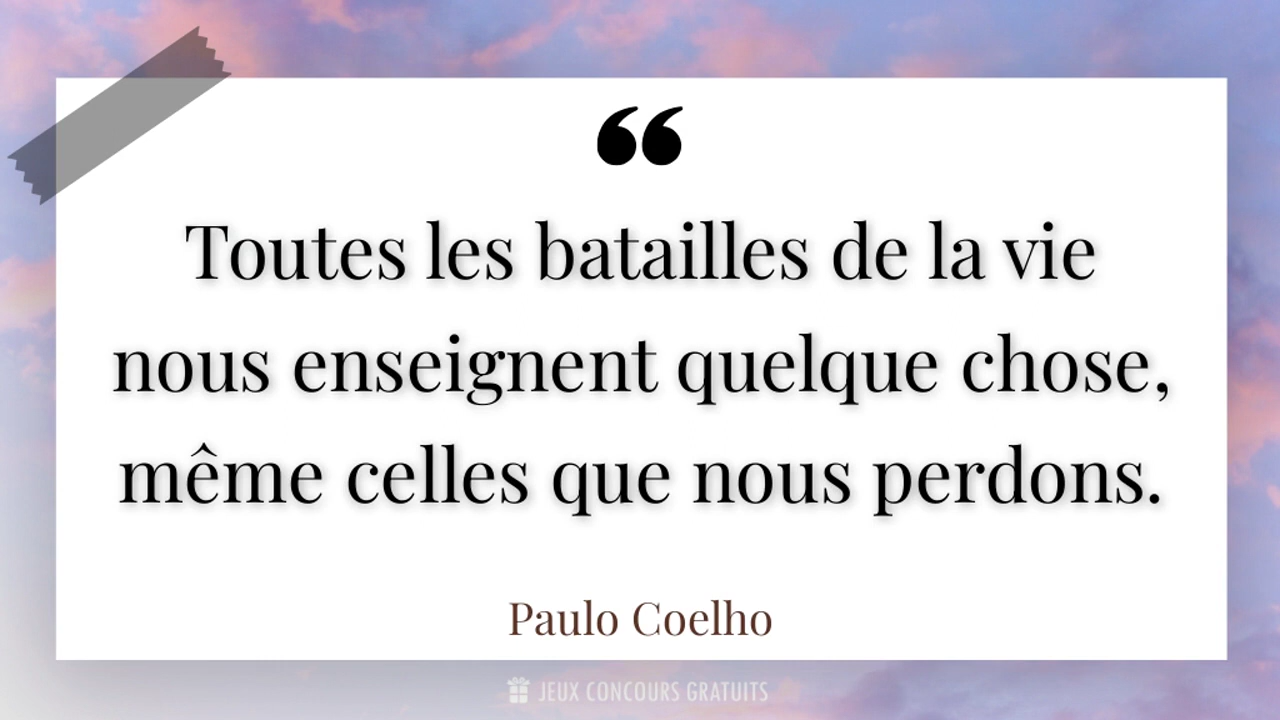 ❝
Toutes les batailles de la vie
nous enseignent quelque chose,
même celles que nous perdons.
Paulo Coelho
JEUX CONCOURS GRATUITS